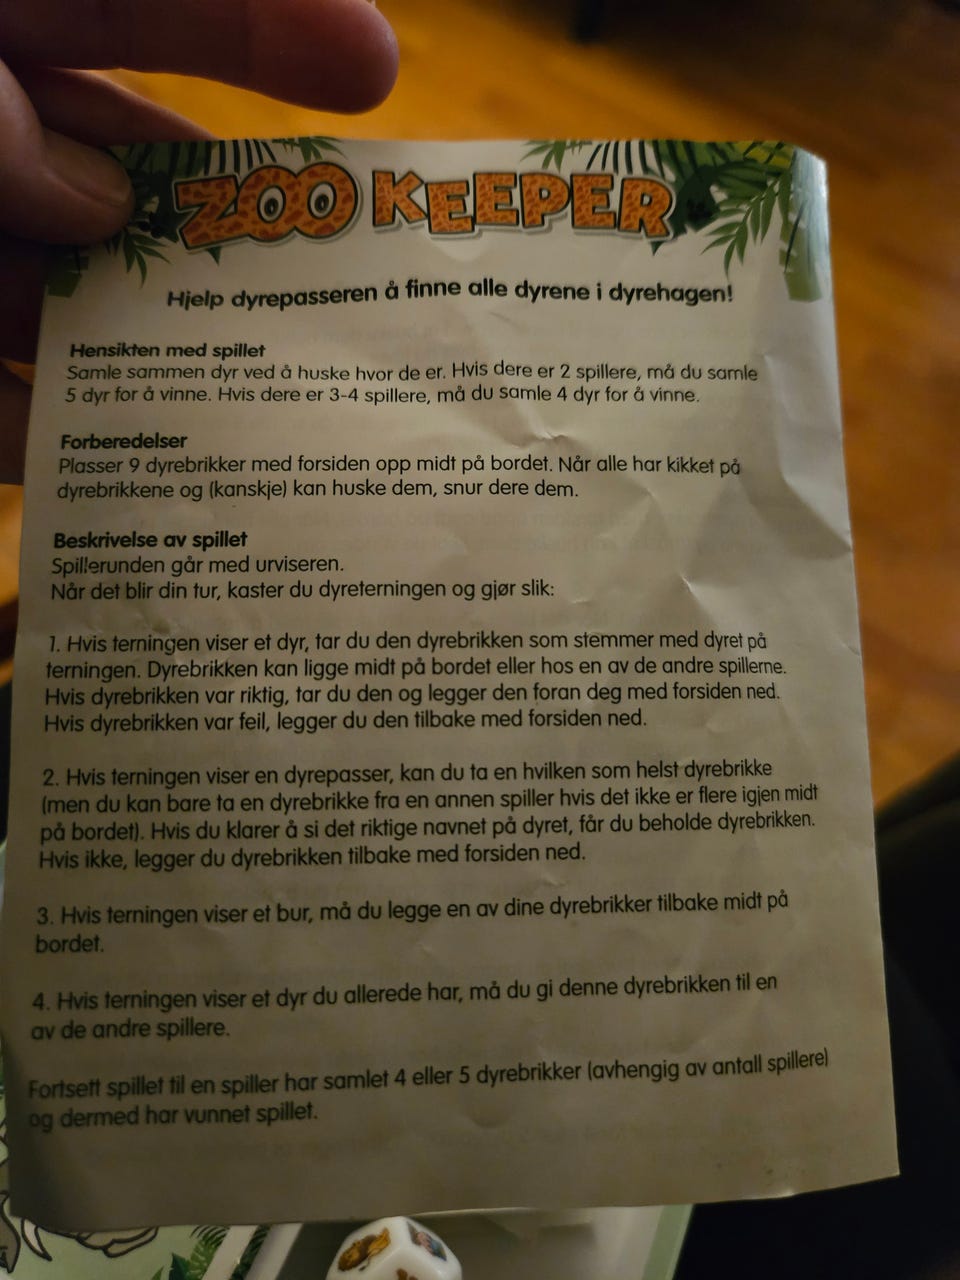 ZOO KEEPER
Hjelp dyrepasseren å finne alle dyrene i dyrehagen!
Hensikten med spillet
Samle sammen dyr ved å huske hvor de er. Hvis dere er 2 spillere, må du samle
5 dyr for å vinne. Hvis dere er 3-4 spillere, må du samle 4 dyr for å vinne.
Forberedelser
Plasser 9 dyrebrikker med forsiden opp midt på bordet. Når alle har kikket på
dyrebrikkene og (kanskje) kan huske dem, snur dere dem.
Beskrivelse av spillet
Spillerunden går med urviseren.
Når det blir din tur, kaster du dyreterningen og gjør slik:
1. Hvis terningen viser et dyr, tar du den dyrebrikken som stemmer med dyret på
terningen. Dyrebrikken kan ligge midt på bordet eller hos en av de andre spillerne.
Hvis dyrebrikken var riktig, tar du den og legger den foran deg med forsiden ned.
Hvis dyrebrikken var feil, legger du den tilbake med forsiden ned.
2. Hvis terningen viser en dyrepasser, kan du ta en hvilken som helst dyrebrikke
(men du kan bare ta en dyrebrikke fra en annen spiller hvis det ikke er flere igjen midt
på bordet). Hvis du klarer å si det riktige navnet på dyret, får du beholde dyrebrikken.
Hvis ikke, legger du dyrebrikken tilbake med forsiden ned.
3. Hvis terningen viser et bur, må du legge en av dine dyrebrikker tilbake midt på
bordet.
4. Hvis terningen viser et dyr du allerede har, må du gi denne dyrebrikken til en
av de andre spillere.
Fortsett spillet til en spiller har samlet 4 eller 5 dyrebrikker (avhengig av antall spillere)
og dermed har vunnet spillet.